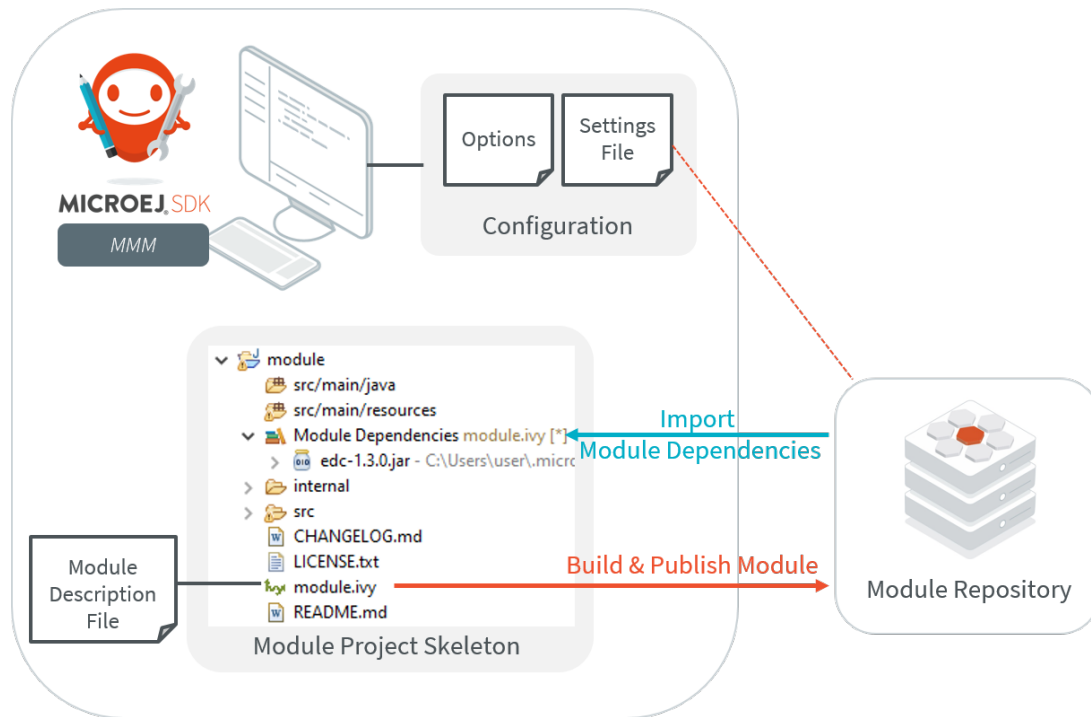 Options
Settings
File
Configuration
MICROEJ® SDK
MMM
module
src/main/java
src/main/resources
Module Dependencies module.ivy [*]
edc-1.3.0.jar - C:\Users\user\.micro
internal
src
CHANGELOG.md
LICENSE.txt
module.ivy
README.md
Module Project Skeleton
Module
Description
File
Import
Module Dependencies
Build & Publish Module
Module Repository